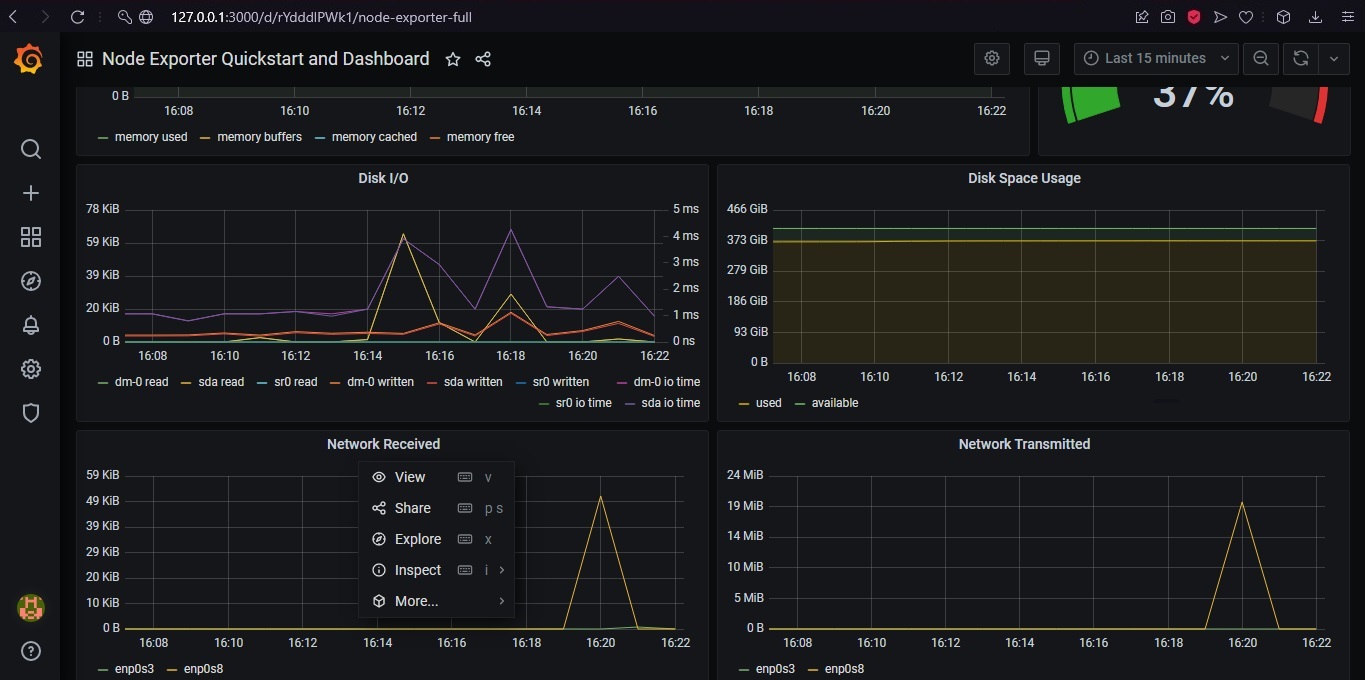 127.0.0.1:3000/d/rYdddlPWk1/node-exporter-full
Node Exporter Quickstart and Dashboard
Last 15 minutes
0 B
16:08 16:10 16:12 16:14 16:16 16:18 16:20 16:22
memory used memory buffers memory cached memory free
37%
Disk I/O
78 KiB
59 KiB
39 KiB
20 KiB
0 B
5 ms
4 ms
3 ms
2 ms
1 ms
0 ns
16:08 16:10 16:12 16:14 16:16 16:18 16:20 16:22
dm-0 read sda read sr0 read dm-0 written sda written sr0 written dm-0 io time
sr0 io time sda io time
Disk Space Usage
466 GiB
373 GiB
279 GiB
186 GiB
93 GiB
0 B
16:08 16:10 16:12 16:14 16:16 16:18 16:20 16:22
used available
Network Received
59 KiB
49 KiB
39 KiB
29 KiB
20 KiB
10 KiB
0 B
View v
Share p s
Explore x
Inspect i
More...
16:08 16:10 16:12 16:14 16:16 16:18 16:20 16:22
enp0s3 enp0s8
Network Transmitted
24 MiB
19 MiB
14 MiB
10 MiB
5 MiB
0 B
16:08 16:10 16:12 16:14 16:16 16:18 16:20 16:22
enp0s3 enp0s8